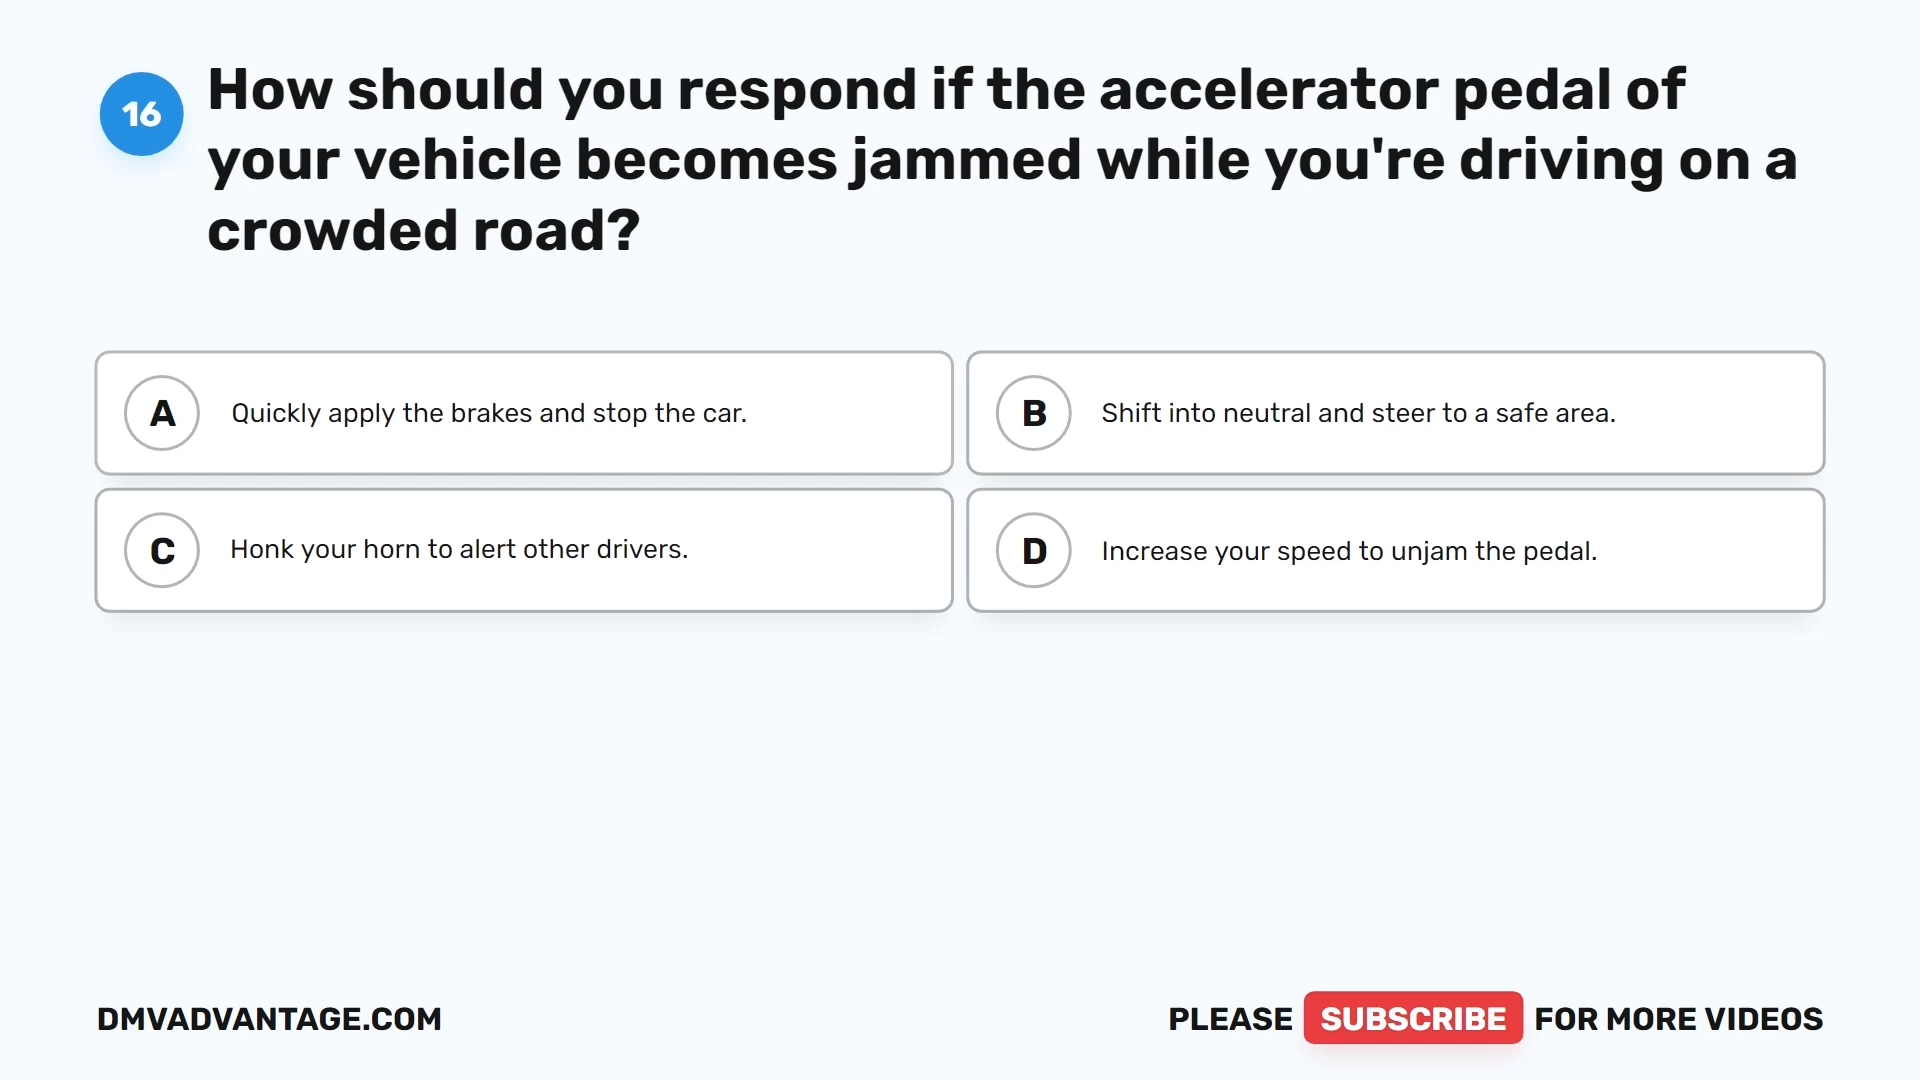 16
How should you respond if the accelerator pedal of
your vehicle becomes jammed while you're driving on a
crowded road?
A Quickly apply the brakes and stop the car.
B Shift into neutral and steer to a safe area.
C Honk your horn to alert other drivers.
D Increase your speed to unjam the pedal.
DMVADVANTAGE.COM
PLEASE SUBSCRIBE FOR MORE VIDEOS